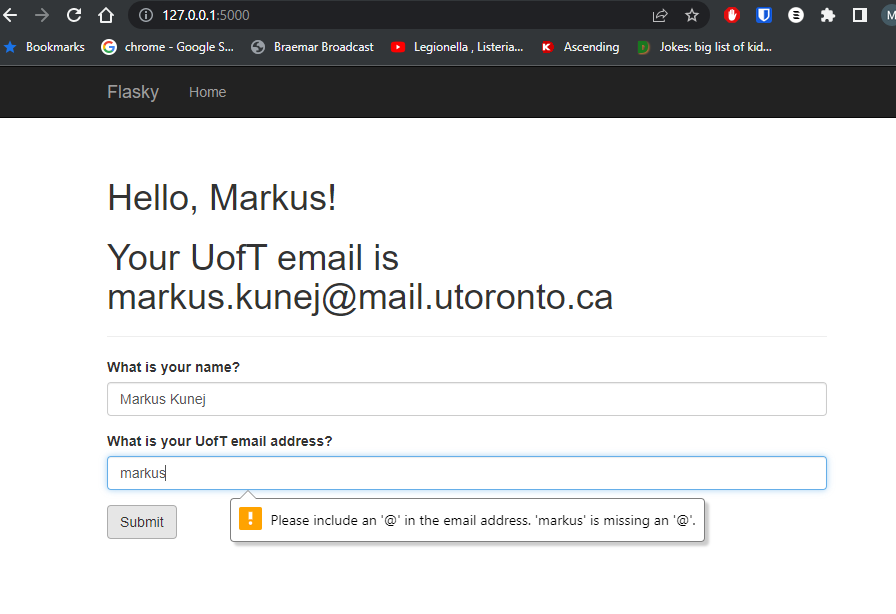 127.0.0.1:5000
Bookmarks chrome - Google S... Braemar Broadcast Legionella , Listeria... Ascending Jokes: big list of kid...
Flasky Home
Hello, Markus!
Your UofT email is
markus.kunej@mail.utoronto.ca
What is your name?
Markus Kunej
What is your UofT email address?
markus
Submit
Please include an '@' in the email address. 'markus' is missing an '@'.